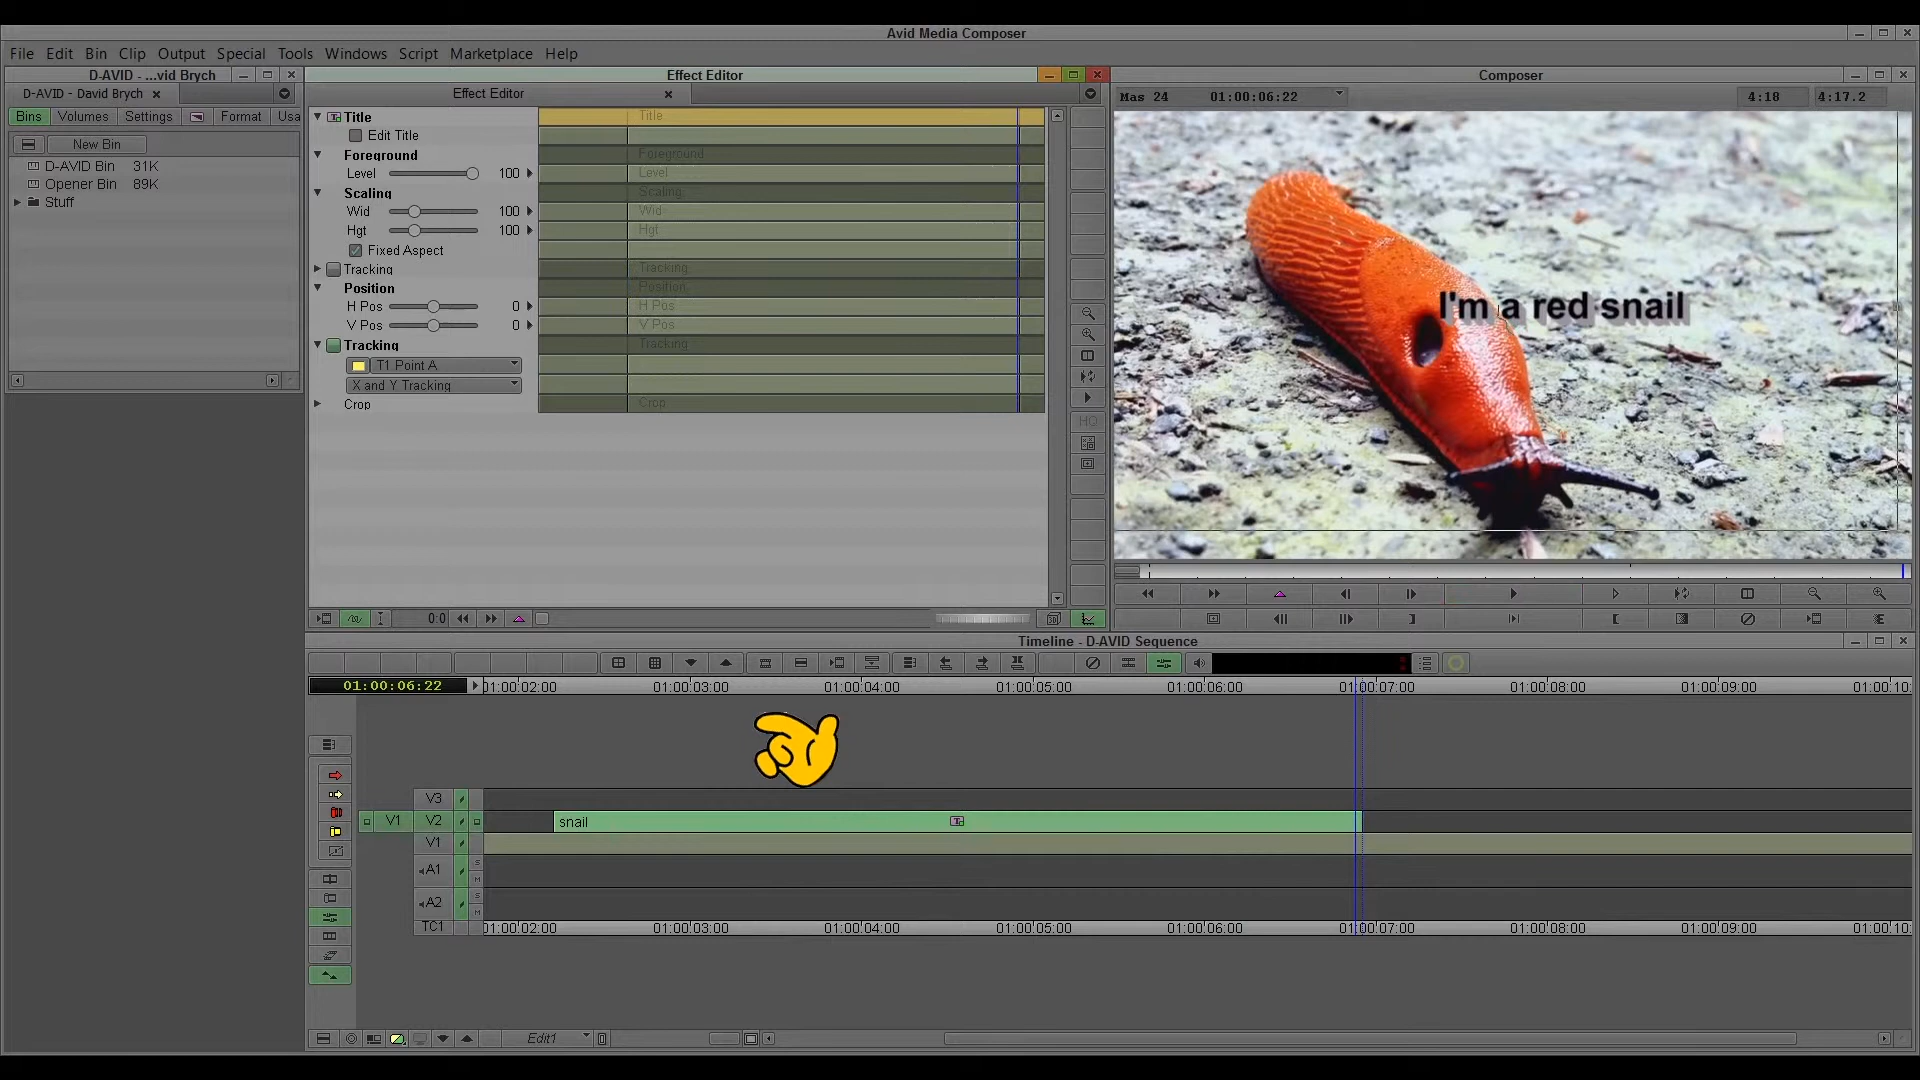 Avid Media Composer
File Edit Bin Clip Output Special Tools Windows Script Marketplace Help
D-AVID - ...vid Brych
D-AVID - David Brych
Bins Volumes Settings Format Usa
New Bin
D-AVID Bin 31K
Opener Bin 89K
Stuff
Effect Editor
Effect Editor
Title
Edit Title
Foreground
Level 100
Scaling
Wid 100
Hgt 100
Fixed Aspect
Tracking
Position
H Pos 0
V Pos 0
Tracking
T1 Point A
X and Y Tracking
Crop
Title
Foreground
Level
Scaling
Wid
Hgt
Tracking
Position
H Pos
V Pos
Tracking
Crop
HQ
0:0
3D
Composer
Mas 24 01:00:06:22 4:18 4:17.2
I'm a red snail
Timeline - D-AVID Sequence
01:00:06:22 01:00:02:00 01:00:03:00 01:00:04:00 01:00:05:00 01:00:06:00 01:00:07:00 01:00:08:00 01:00:09:00 01:00:10:
V3
V1 V2 snail
V1
A1 S M
A2 S M
TC1 01:00:02:00 01:00:03:00 01:00:04:00 01:00:05:00 01:00:06:00 01:00:07:00 01:00:08:00 01:00:09:00 01:00:10:
Edit1